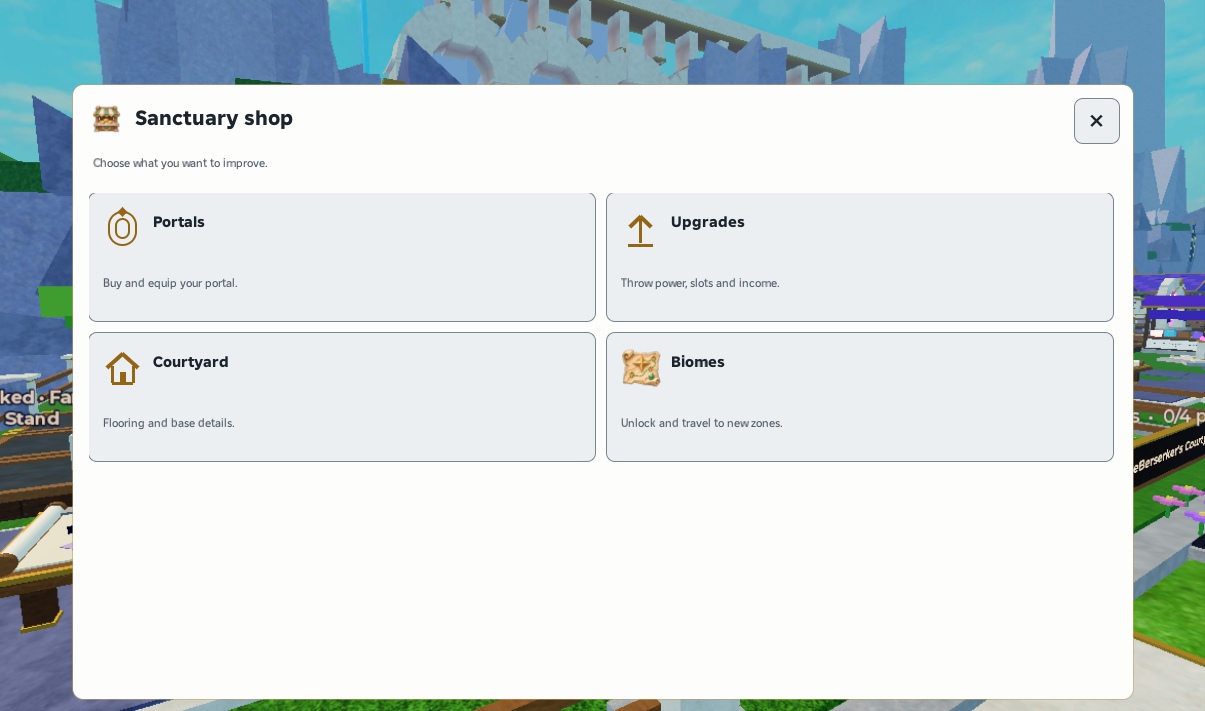 Sanctuary shop
Choose what you want to improve.
Portals
Buy and equip your portal.
Upgrades
Throw power, slots and income.
Courtyard
Flooring and base details.
Biomes
Unlock and travel to new zones.
Stand
0/4